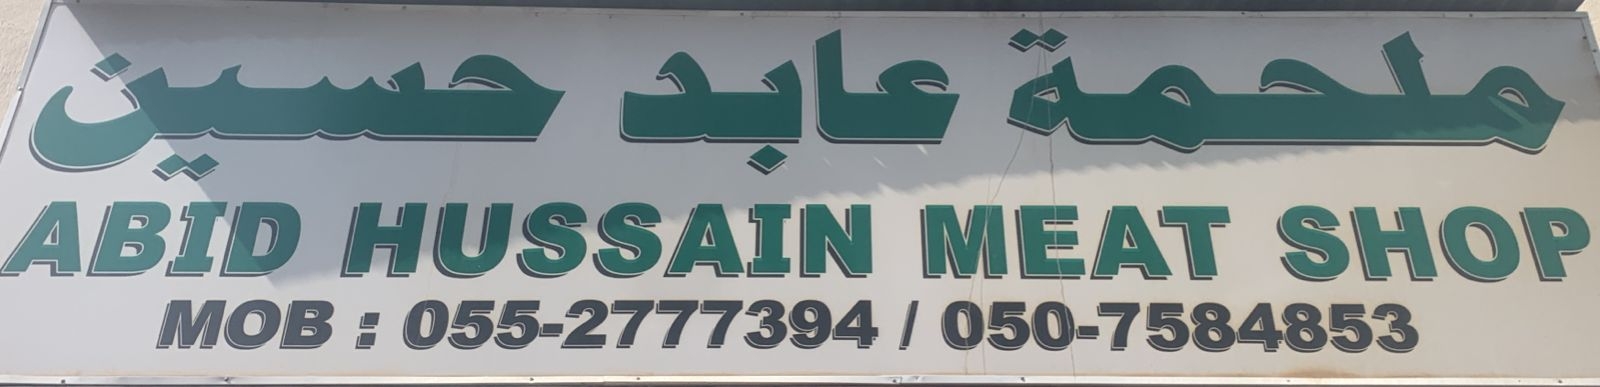 ملحمة عابد حسين
ABID HUSSAIN MEAT SHOP
MOB : 055-2777394 / 050-7584853